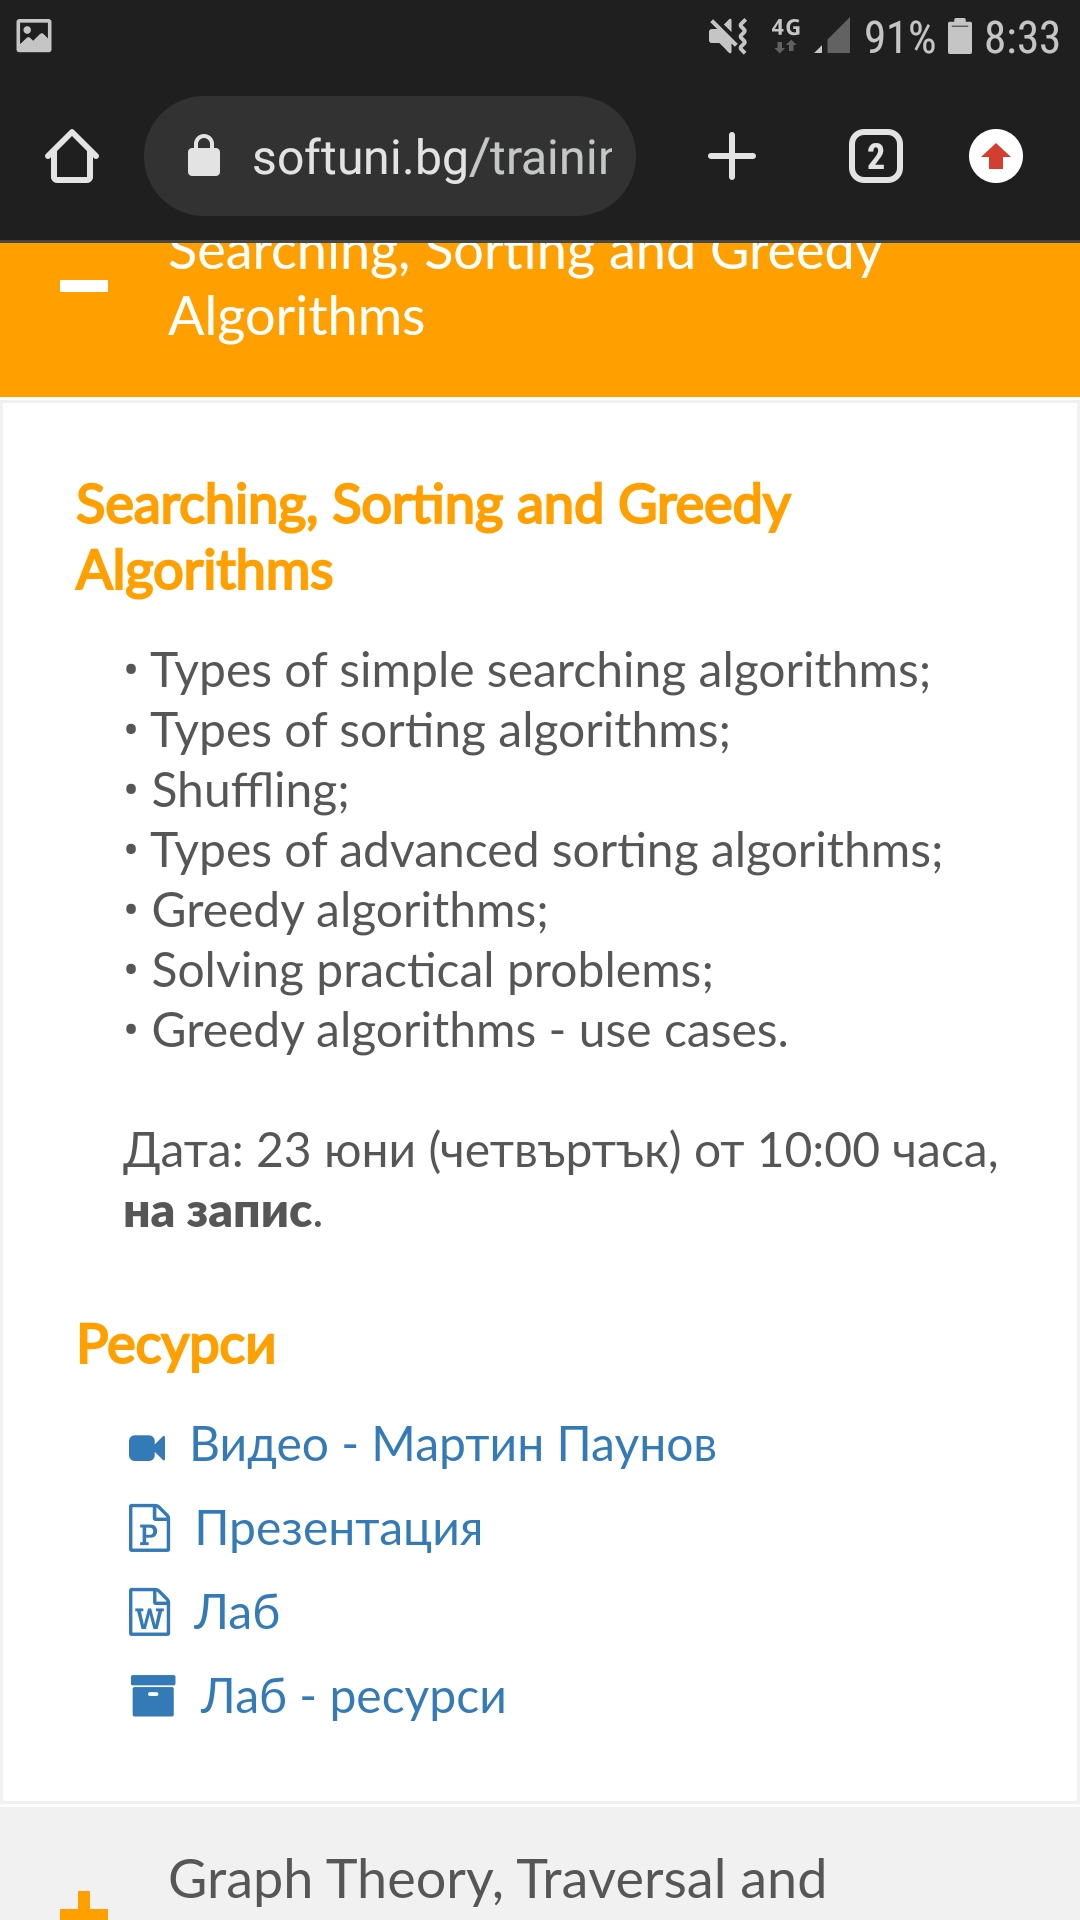 4G 91% 8:33
softuni.bg/trainir
2
Searching, Sorting and Greedy
Algorithms
Searching, Sorting and Greedy
Algorithms
• Types of simple searching algorithms;
• Types of sorting algorithms;
• Shuffling;
• Types of advanced sorting algorithms;
• Greedy algorithms;
• Solving practical problems;
• Greedy algorithms - use cases.
Дата: 23 юни (четвъртък) от 10:00 часа,
на запис.
Ресурси
Видео - Мартин Паунов
P Презентация
W Лаб
Лаб - ресурси
Graph Theory, Traversal and